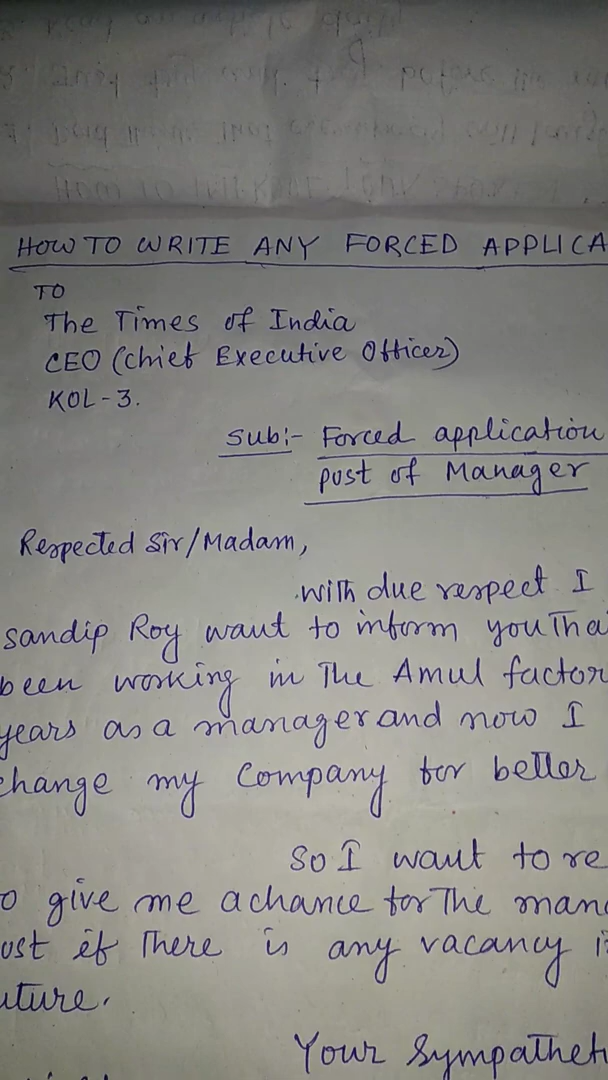 HOW TO WRITE ANY FORCED APPLICA
TO
The Times of India
CEO (Chief Executive Officer)
KOL-3.
Sub:- Forced application
post of Manager
Respected Sir/Madam,
with due respect I
Sandip Roy want to inform you Tha
been working in The Amul factor
years as a manager and now I
change my Company for better
So I want to re
o give me a chance for The mana
ost if There is any vacancy i
uture.
Your Sympatheti